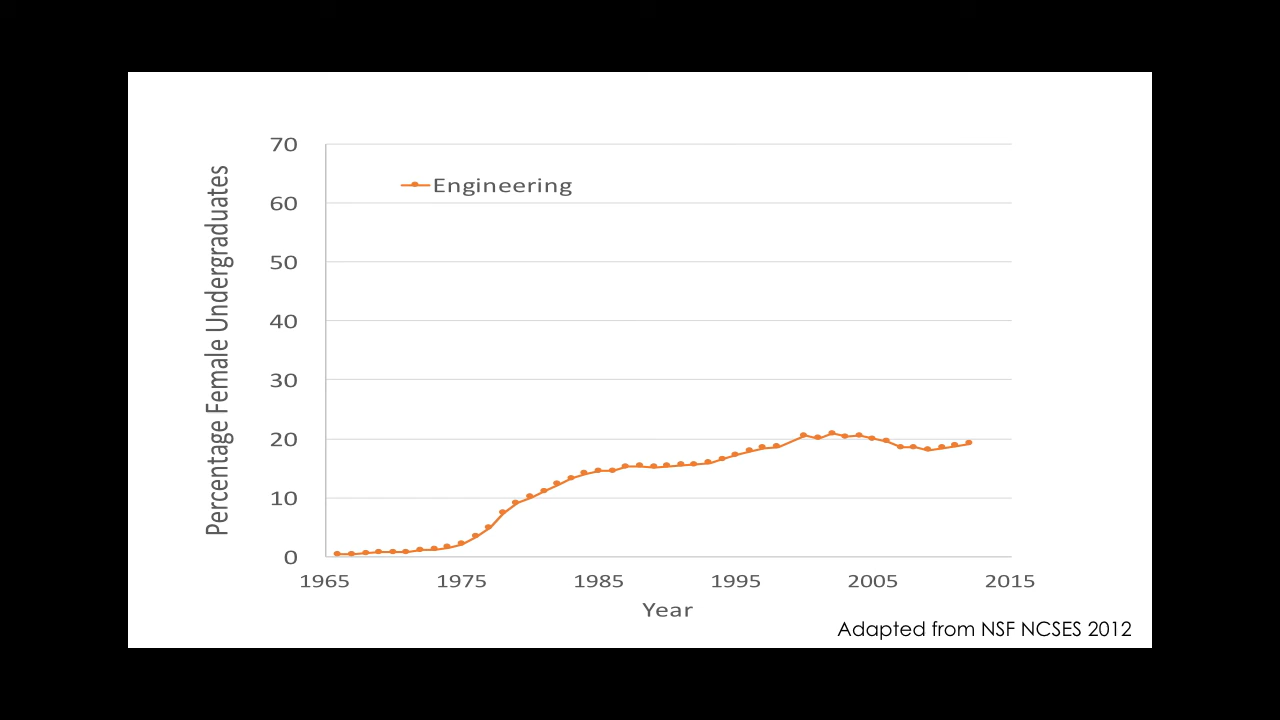 70
Engineering
60
50
40
30
20
10
0
Percentage Female Undergraduates
1965 1975 1985 1995 2005 2015
Year
Adapted from NSF NCSES 2012